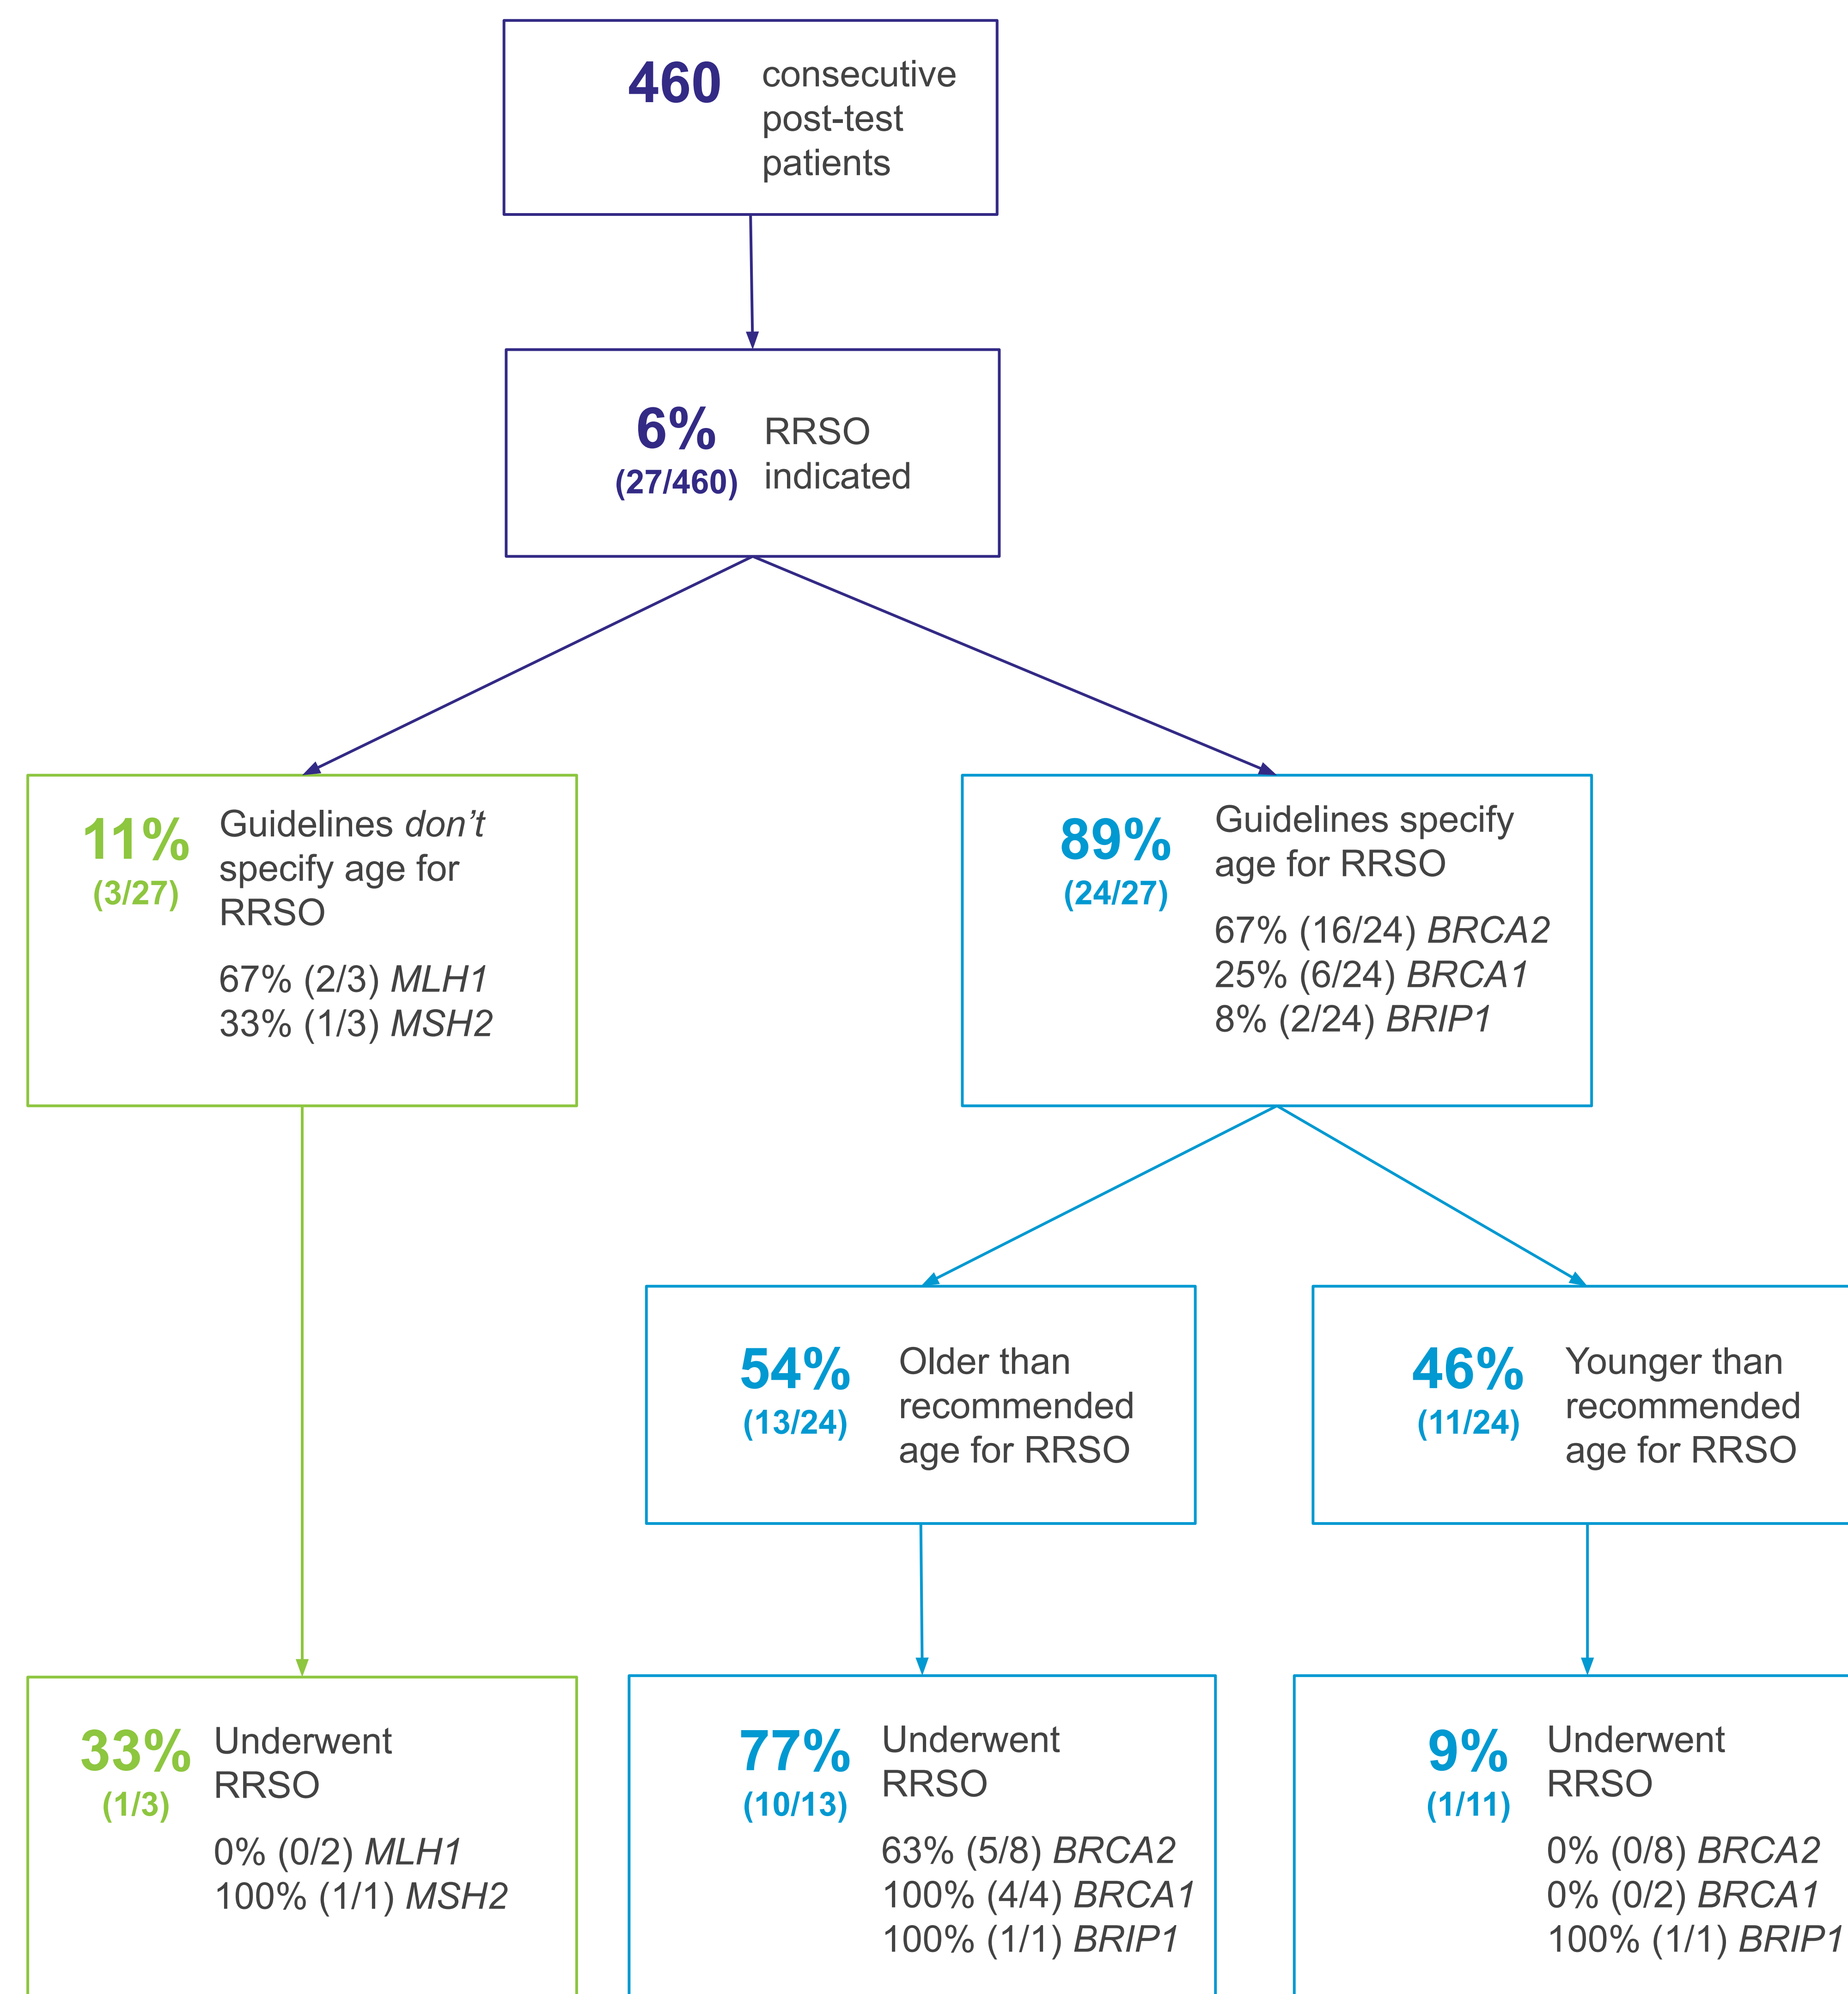 460 consecutive
post-test
patients
6%
(27/460)
RRSO
indicated
11%
(3/27)
Guidelines don't
specify age for
RRSO
67% (2/3) MLH1
33% (1/3) MSH2
89%
(24/27)
Guidelines specify
age for RRSO
67% (16/24) BRCA2
25% (6/24) BRCA1
8% (2/24) BRIP1
54%
(13/24)
Older than
recommended
age for RRSO
46%
(11/24)
Younger than
recommended
age for RRSO
33%
(1/3)
Underwent
RRSO
0% (0/2) MLH1
100% (1/1) MSH2
77%
(10/13)
Underwent
RRSO
63% (5/8) BRCA2
100% (4/4) BRCA1
100% (1/1) BRIP1
9%
(1/11)
Underwent
RRSO
0% (0/8) BRCA2
0% (0/2) BRCA1
100% (1/1) BRIP1